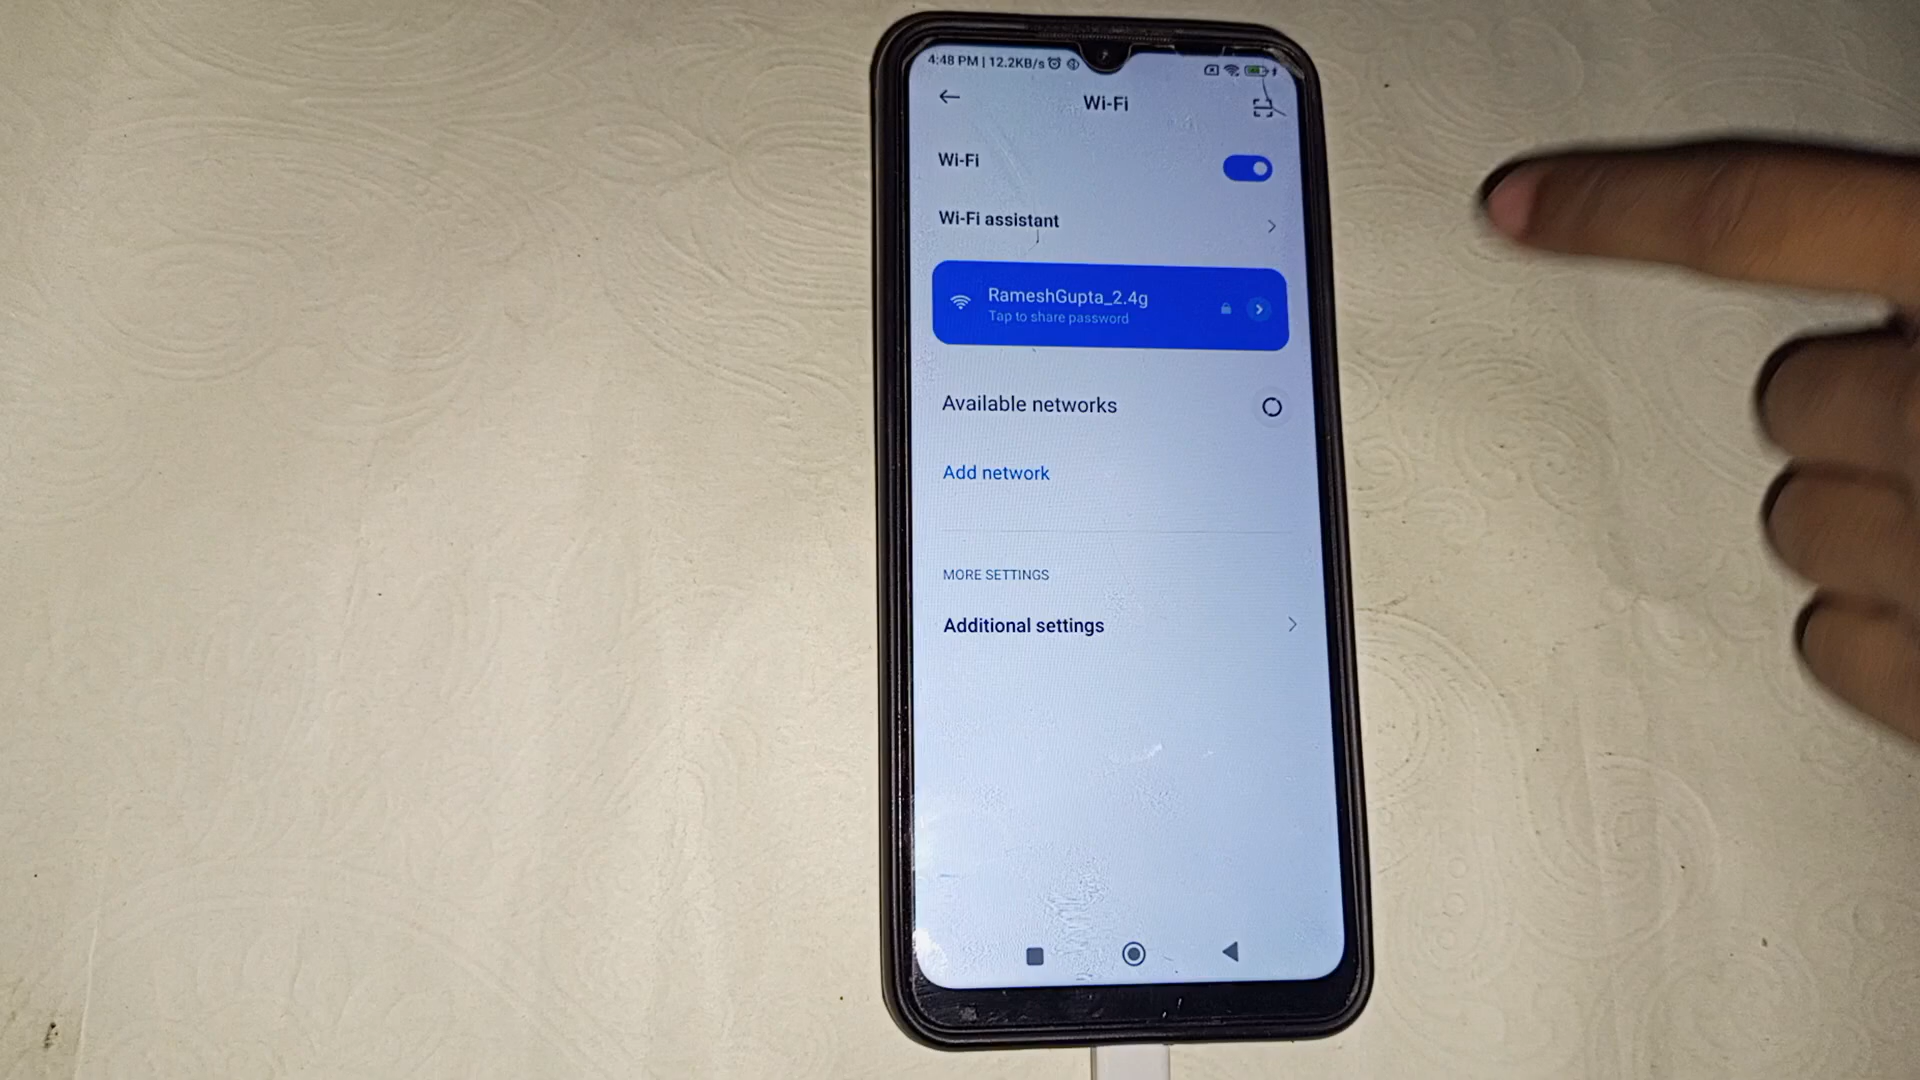 4:48 PM | 12.2KB/s
Wi-Fi
Wi-Fi
Wi-Fi assistant
RameshGupta_2.4g
Tap to share password
Available networks
Add network
MORE SETTINGS
Additional settings